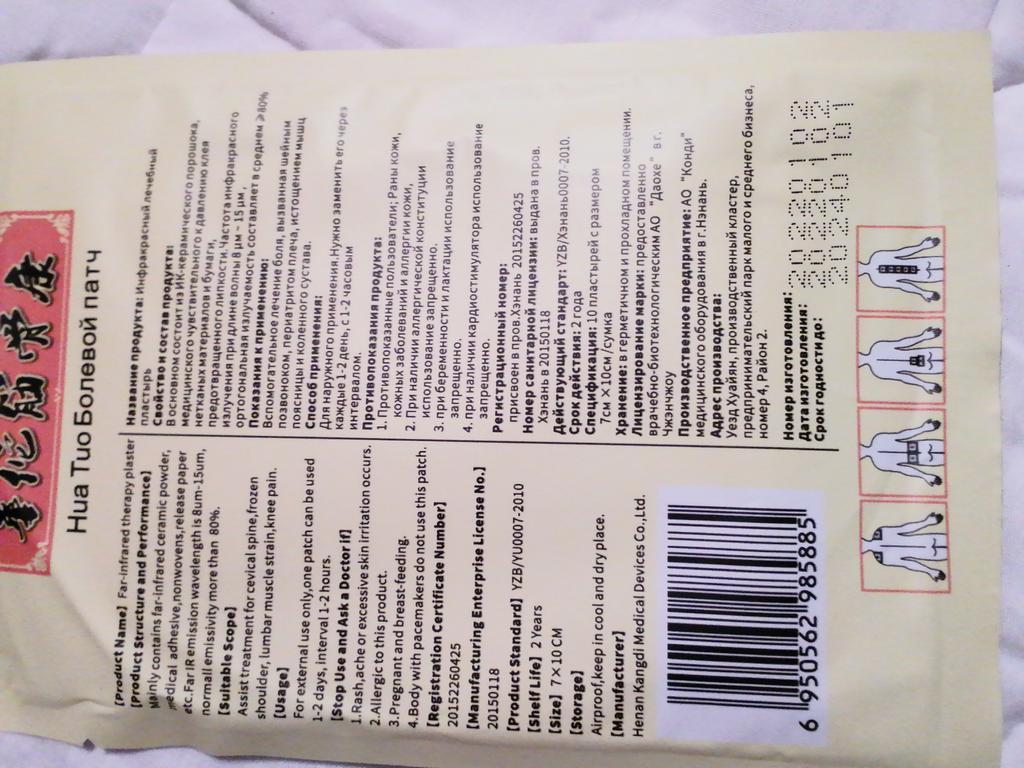 華佗筋骨康
Hua Tuo Болевой патч
[Product Name] Far-infrared therapy plaster
[Product Structure and Performance]
Mainly contains far-infrared ceramic powder,
medical adhesive,nonwovens,release paper
etc.Far IR emission wavelength is 8um-15um,
normall emissivity more than 80%.
[Suitable Scope]
Assist treatment for cervical spine,frozen
shoulder, lumbar muscle strain,knee pain.
[Usage]
For external use only,one patch can be used
1-2 days, interval 1-2 hours.
[Stop Use and Ask a Doctor if]
1.Rash,ache or excessive skin irritation occurs.
2.Allergic to this product.
3.Pregnant and breast-feeding.
4.Body with pacemakers do not use this patch.
[Registration Certificate Number]
20152260425
[Manufacturing Enterprise License No.]
20150118
[Product Standard] YZB/YU0007-2010
[Shelf Life] 2 Years
[Size] 7×10 CM
[Storage]
Airproof,keep in cool and dry place.
[Manufacturer]
Henan Kangdi Medical Devices Co.,Ltd.
6 950562 985885
Название продукта: Инфракрасный лечебный
пластырь
Свойство и состав продукта:
В основном состоит из ИК-керамического порошока,
медицинского чувствительного к давлению клея
нетканых материалов и бумаги,
предотвращенного липкости.Частота инфракрасного
излучения при длине волны 8 μм ~ 15 μм ,
ортогональная излучаемость составляет в среднем ≥80%
Показания к применению:
Вспомогательное лечение боля, вызванная шейным
позвоноком, периатритом плеча, истощением мышц
поясницы и коленного сустава.
Способ применения:
Для наружного применения.Нужно заменить его через
каждые 1-2 день, с 1-2 часовым
интервалом.
Противопоказания продукта:
1. Противопоказанные пользователи; Раны кожи,
кожных заболеваний и аллергии кожи,
2. При наличии аллергической конституции
использование запрещенно.
3. при беременности и лактации использование
запрещенно.
4. при наличии кардиостимулятора использование
запрещенно.
Регистрационный номер:
присвоен в пров.Хэнань 20152260425
Номер санитарной лицензии: выдана в пров.
Хэнань в 20150118
Действующий стандарт: YZB/Хэнань0007-2010.
Срок действия: 2 года
Спецификация: 10 пластырей с размером
7см × 10см /сумка
Хранение: в герметичном и прохладном помещении.
Лицензирование марки: предоставленно
врачебно-биотехнологическим АО "Даохе" в г.
Чжэнчжоу
Производственное предприятие: АО "Конди"
медицинского оборудования в г.Нэнань.
Адрес производства:
Уезд Хуайян, производственный кластер,
предпринимательский парк малого и среднего бизнеса,
номер 4, Район 2.
Номер изготовления:
Дата изготовления: 20220102
Срок годности до: 20240101